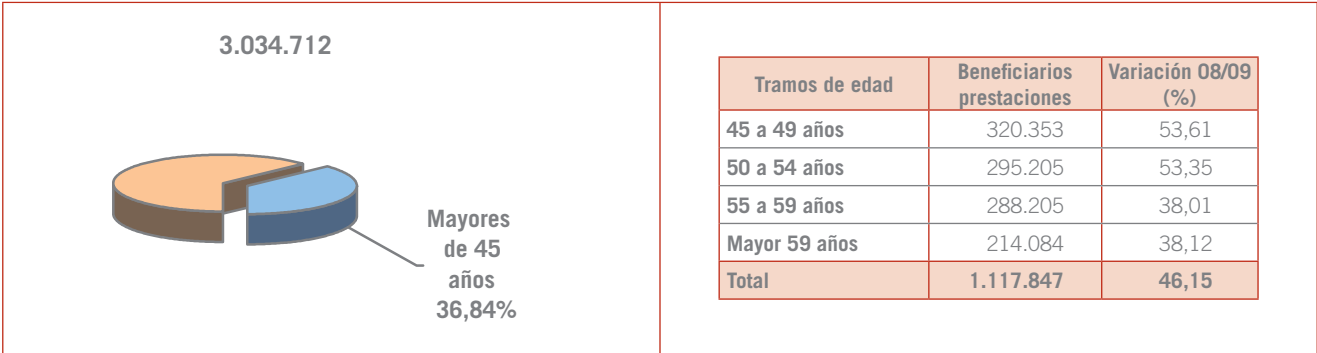 3.034.712
Mayores
de 45
años
36,84%
Tramos de edad Beneficiarios prestaciones Variación 08/09 (%)
45 a 49 años 320.353 53,61
50 a 54 años 295.205 53,35
55 a 59 años 288.205 38,01
Mayor 59 años 214.084 38,12
Total 1.117.847 46,15